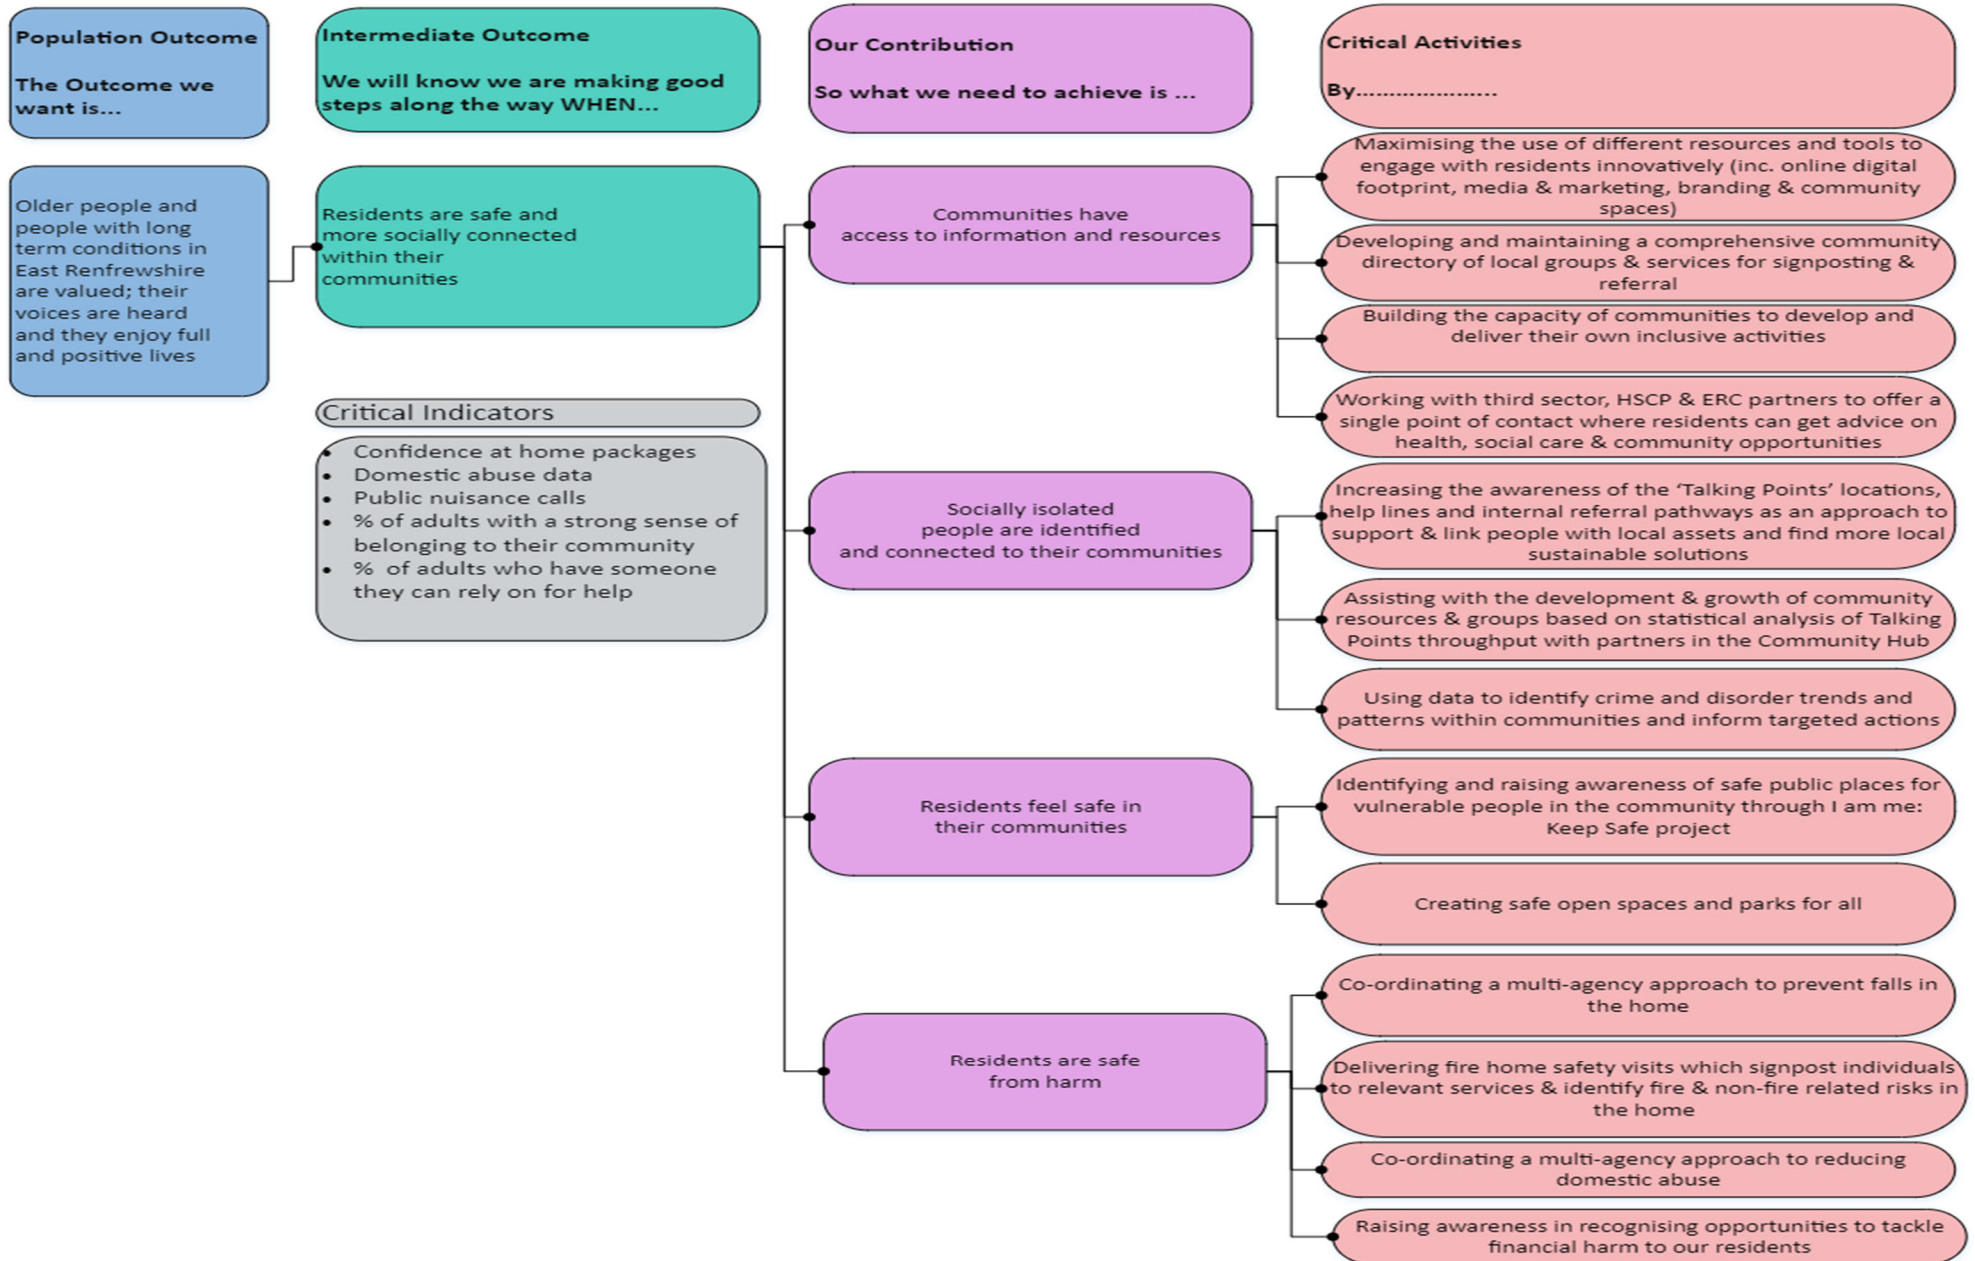 Population Outcome
The Outcome we
want is...
Intermediate Outcome
We will know we are making good
steps along the way WHEN...
Our Contribution
So what we need to achieve is ...
Critical Activities
By.....................
Older people and
people with long
term conditions in
East Renfrewshire
are valued; their
voices are heard
and they enjoy full
and positive lives
Residents are safe and
more socially connected
within their
communities
Critical Indicators
• Confidence at home packages
• Domestic abuse data
• Public nuisance calls
• % of adults with a strong sense of
belonging to their community
• %  of adults who have someone
they can rely on for help
Communities have
access to information and resources
Maximising the use of different resources and tools to
engage with residents innovatively (inc. online digital
footprint, media & marketing, branding & community
spaces)
Developing and maintaining a comprehensive community
directory of local groups & services for signposting &
referral
Building the capacity of communities to develop and
deliver their own inclusive activities
Working with third sector, HSCP & ERC partners to offer a
single point of contact where residents can get advice on
health, social care & community opportunities
Socially isolated
people are identified
and connected to their communities
Increasing the awareness of the ‘Talking Points’ locations,
help lines and internal referral pathways as an approach to
support & link people with local assets and find more local
sustainable solutions
Assisting with the development & growth of community
resources & groups based on statistical analysis of Talking
Points throughput with partners in the Community Hub
Using data to identify crime and disorder trends and
patterns within communities and inform targeted actions
Residents feel safe in
their communities
Identifying and raising awareness of safe public places for
vulnerable people in the community through I am me:
Keep Safe project
Creating safe open spaces and parks for all
Residents are safe
from harm
Co-ordinating a multi-agency approach to prevent falls in
the home
Delivering fire home safety visits which signpost individuals
to relevant services & identify fire & non-fire related risks in
the home
Co-ordinating a multi-agency approach to reducing
domestic abuse
Raising awareness in recognising opportunities to tackle
financial harm to our residents